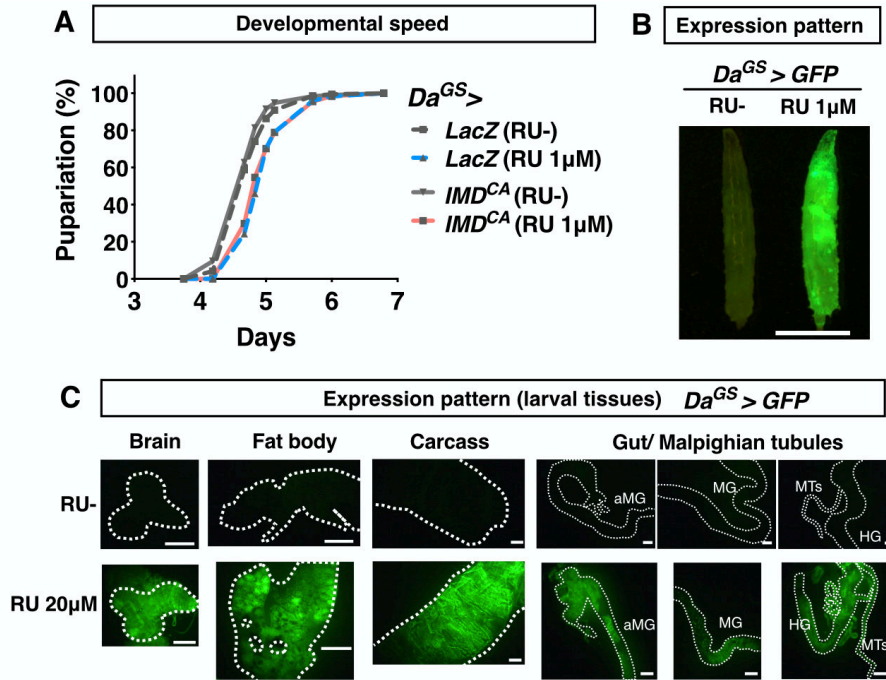 A Developmental speed
Pupariation (%)
100
80
60
40
20
0
3 4 5 6 7
Days
Da^GS>
LacZ (RU-)
LacZ (RU 1μM)
IMD^CA (RU-)
IMD^CA (RU 1μM)
B Expression pattern
Da^GS > GFP
RU- RU 1μM
C Expression pattern (larval tissues) Da^GS > GFP
Brain Fat body Carcass Gut/ Malpighian tubules
RU- aMG MG MTs HG
RU 20μM aMG MG HG MTs